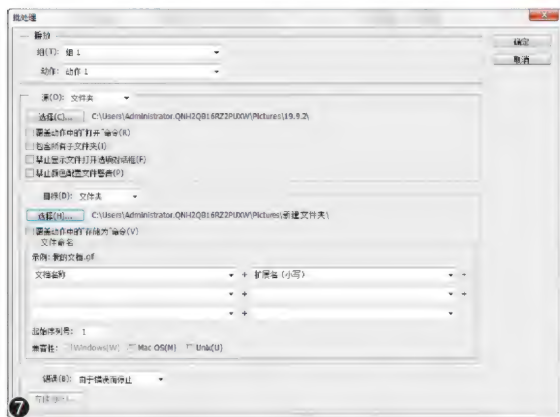 批处理
播放
组(T): 组 1
动作: 动作 1
源(O): 文件夹
选择(C)... C:\Users\Administrator.QNH2QB16RZ2PUXW\Pictures\19.9.2\
覆盖动作中的“打开”命令(R)
包含所有子文件夹(I)
禁止显示文件打开选项对话框(F)
禁止颜色配置文件警告(P)
目标(D): 文件夹
选择(H)... C:\Users\Administrator.QNH2QB16RZ2PUXW\Pictures\新建文件夹\
覆盖动作中的“存储为”命令(V)
文件命名
示例: 我的文档.gif
文档名称 + 扩展名（小写） +
+ +
+
起始序列号: 1
兼容性: Windows(W) Mac OS(M) Unix(U)
错误(B): 由于错误而停止
存储为(S)...
确定
取消
7